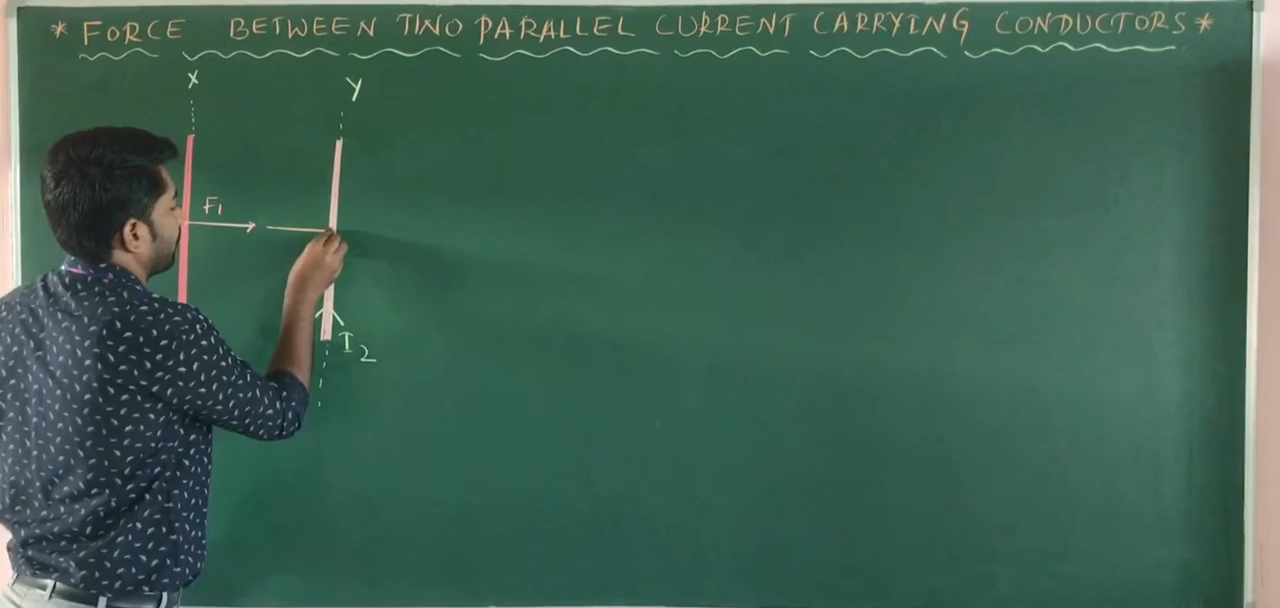 * FORCE BETWEEN TWO PARALLEL CURRENT CARRYING CONDUCTORS *
X
Y
F1
I2